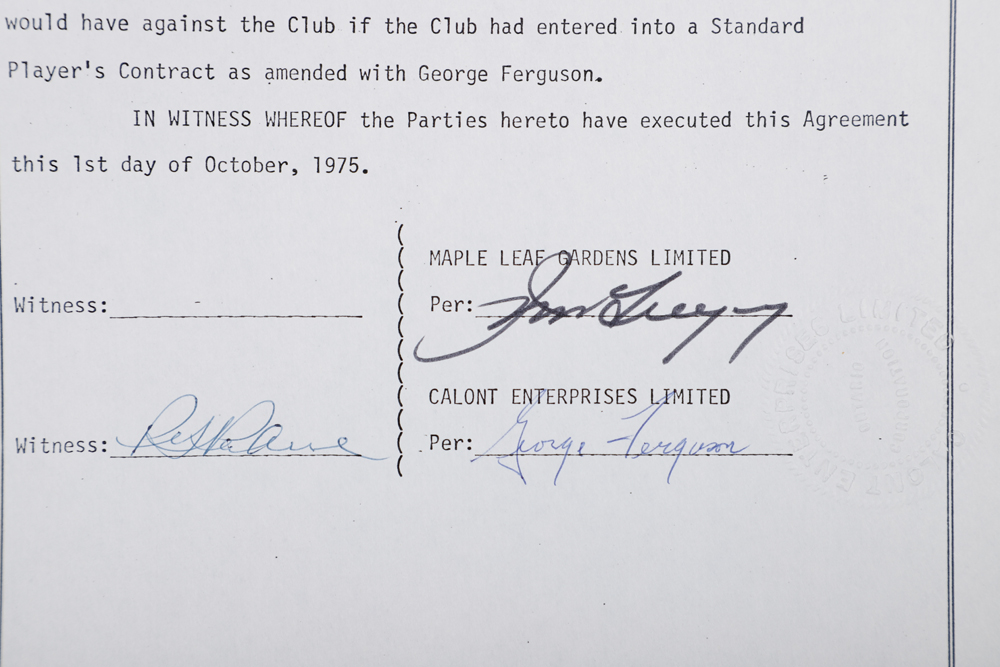 would have against the Club if the Club had entered into a Standard
Player's Contract as amended with George Ferguson.
IN WITNESS WHEREOF the Parties hereto have executed this Agreement
this 1st day of October, 1975.
MAPLE LEAF GARDENS LIMITED
Witness:
Per:
CALONT ENTERPRISES LIMITED
Witness:
Per: George Ferguson